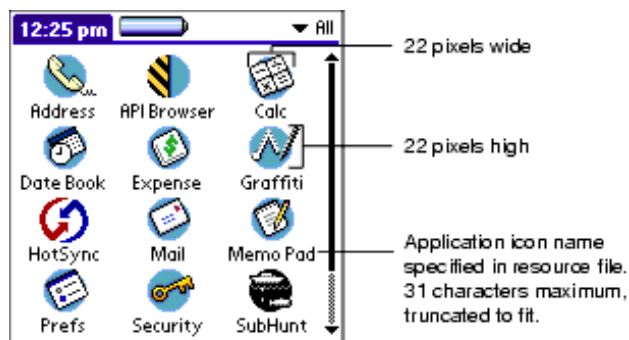 12:25 pm
All
22 pixels wide
Address
API Browser
Calc
22 pixels high
Date Book
Expense
Graffiti
HotSync
Mail
Memo Pad
Application icon name
specified in resource file.
31 characters maximum,
truncated to fit.
Prefs
Security
SubHunt